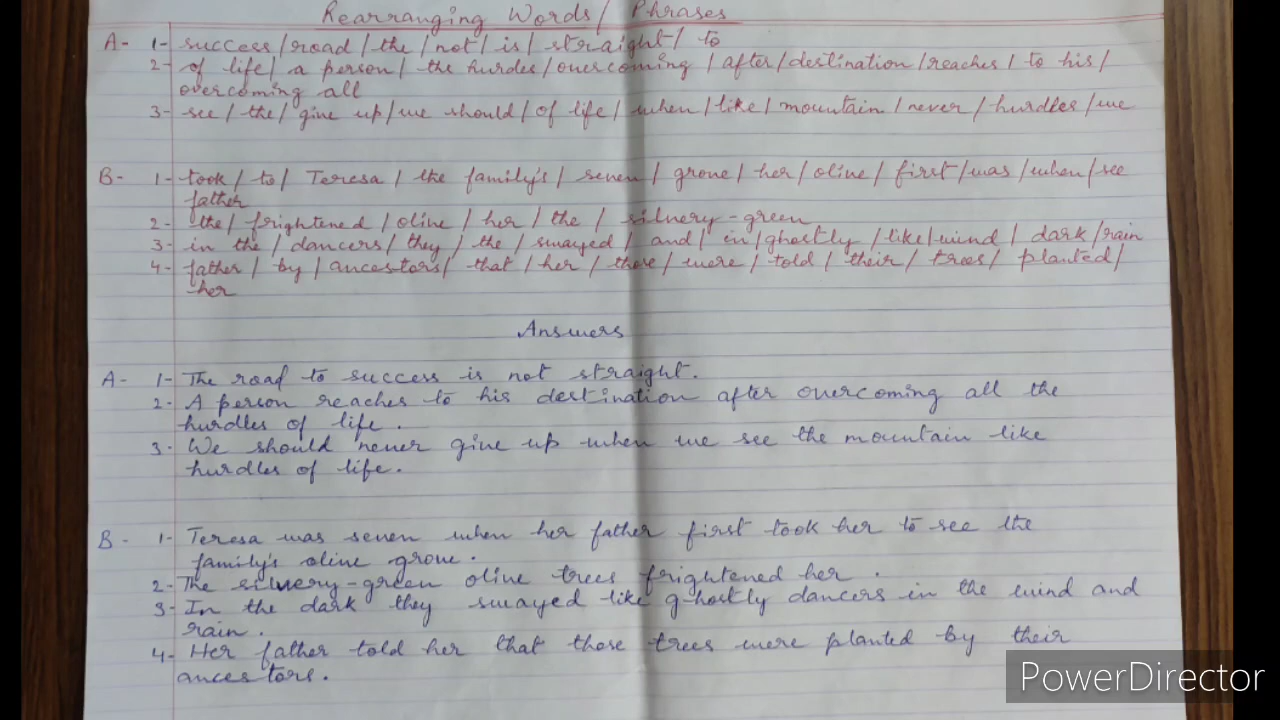 Rearranging Words / Phrases
A- 1- success / road / the / not / is / straight / to
2- of life / a person / the hurdes / overcoming / after / destination / reaches / to his /
overcoming all
3- see / the / give up / we should / of life / when / like / mountain / never / hurdles / we
B- 1- took / to / Teresa / the family's / seven / grove / her / olive / first / was / when / see
father
2- the / frightened / olive / her / the / silvery-green
3- in the / dancers / they / the / swayed / and / in / ghostly / like / wind / dark / rain
4- father / by / ancestors / that / her / those / were / told / their / trees / planted /
her
Answers
A- 1- The road to success is not straight.
2- A person reaches to his destination after overcoming all the
hurdles of life.
3- We should never give up when we see the mountain like
hurdles of life.
B- 1- Teresa was seven when her father first took her to see the
family's olive grove.
2- The silvery-green olive trees frightened her.
3- In the dark they swayed like ghostly dancers in the wind and
rain.
4- Her father told her that those trees were planted by their
ancestors.
PowerDirector